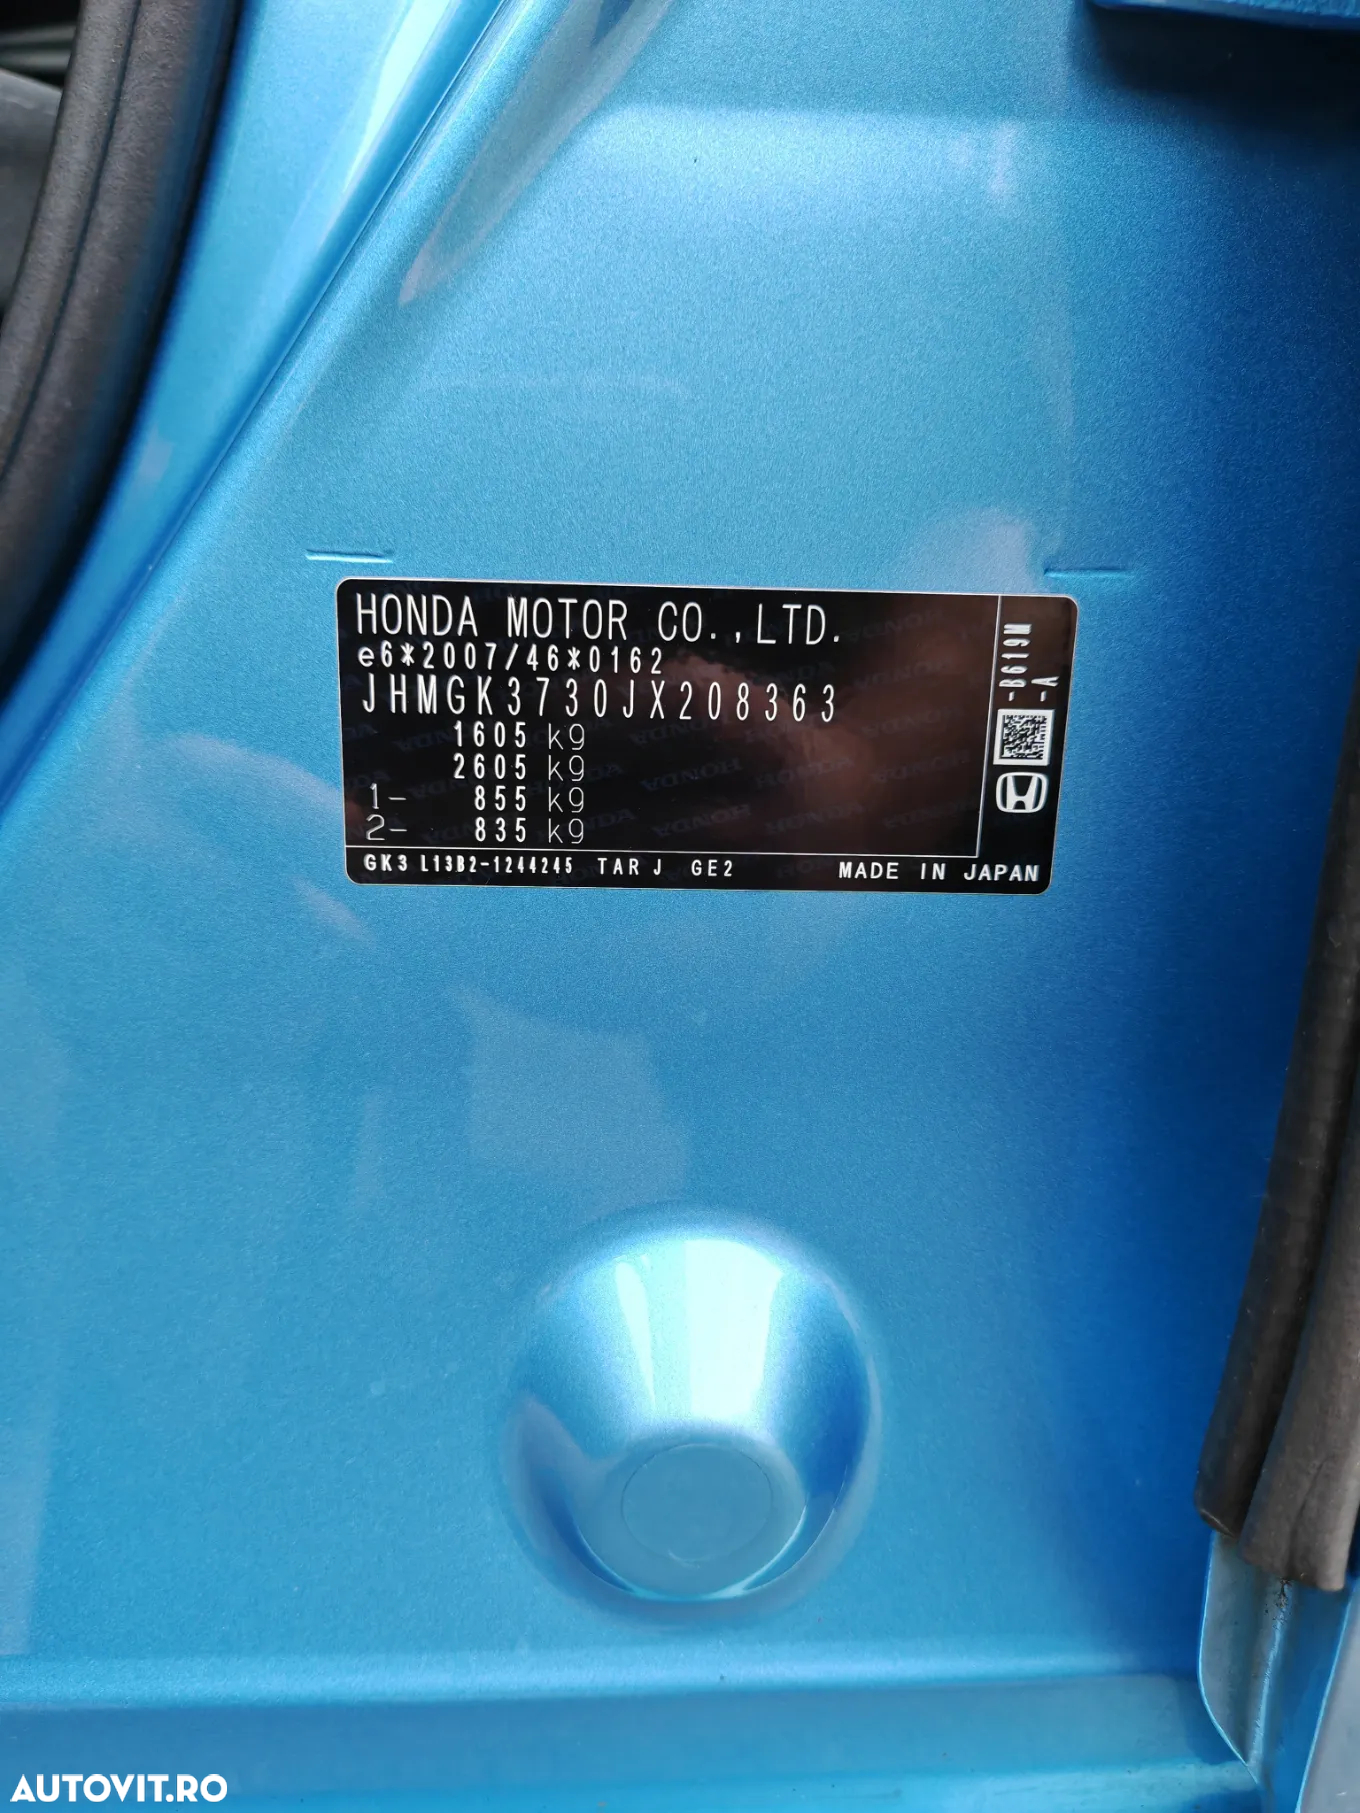 HONDA MOTOR CO.,LTD.
e6*2007/46*0162
JHMGK3730JX208363
1605 kg
2605 kg
1- 855 kg
2- 835 kg
GK3 L13B2-1244245 TAR J GE2
MADE IN JAPAN
-B619M
-A
AUTOVIT.RO